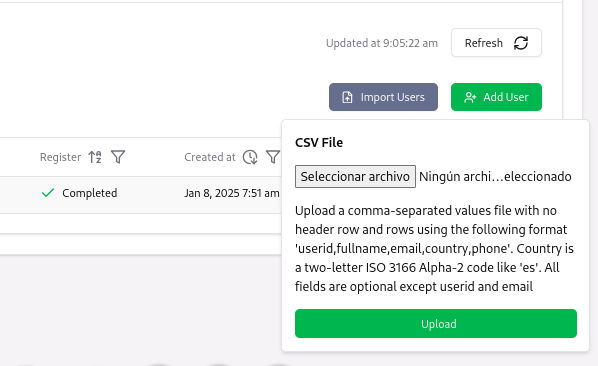 Updated at 9:05:22 am
Refresh
Import Users
Add User
CSV File
Register
Created at
Seleccionar archivo Ningún archi...eleccionado
Completed
Jan 8, 2025 7:51 am
Upload a comma-separated values file with no
header row and rows using the following format
'userid,fullname,email,country,phone'. Country is
a two-letter ISO 3166 Alpha-2 code like 'es'. All
fields are optional except userid and email
Upload